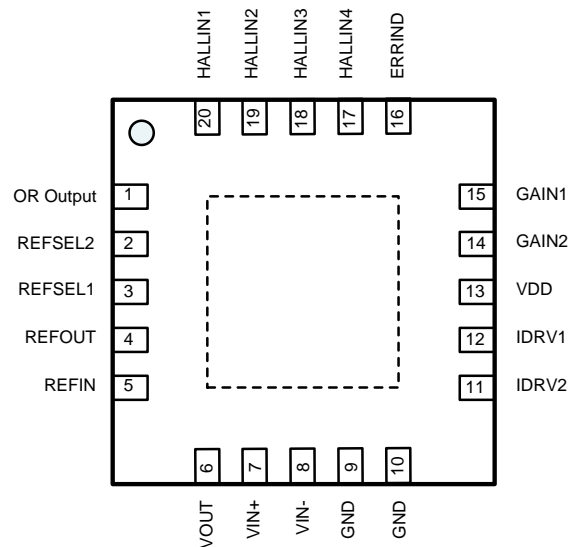 HALLIN1
HALLIN2
HALLIN3
HALLIN4
ERRIND
20
19
18
17
16
OR Output 1
15 GAIN1
REFSEL2 2
14 GAIN2
REFSEL1 3
13 VDD
REFOUT 4
12 IDRV1
REFIN 5
11 IDRV2
6
7
8
9
10
VOUT
VIN+
VIN-
GND
GND